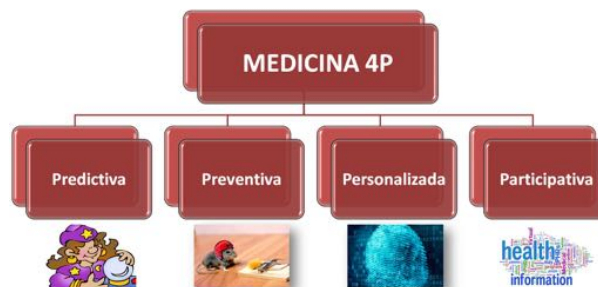 MEDICINA 4P
Predictiva
Preventiva
Personalizada
Participativa
health
information